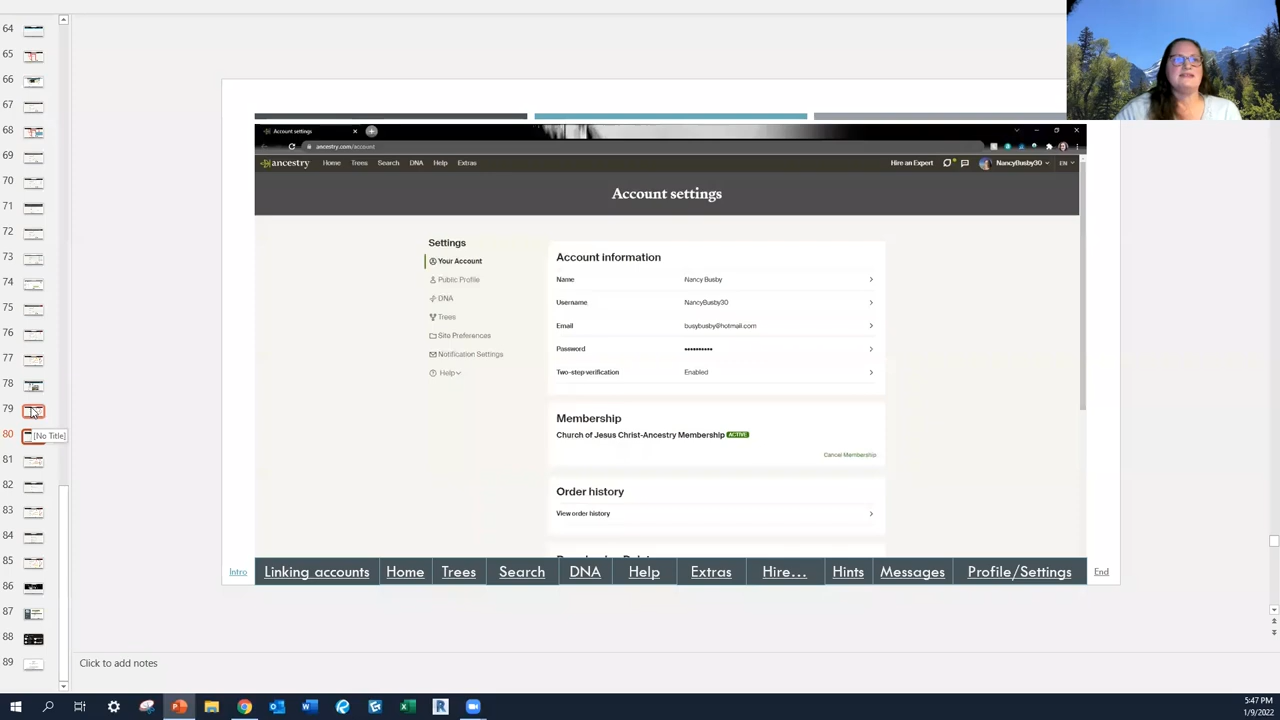 64
65
66
67
68
70
71
72
73
75
76
79
80
[No Title]
81
82
83
84
85
86
87
88
89
Account settings
ancestry.com/account
ancestry Home Trees Search DNA Help Extras Hire an Expert NancyBusby30 EN
Account settings
Settings
Your Account
Public Profile
DNA
Trees
Site Preferences
Notification Settings
Help
Account information
Name Nancy Busby
Username NancyBusby30
Email busybusby@hotmail.com
Password ••••••••••
Two-step verification Enabled
Membership
Church of Jesus Christ-Ancestry Membership ACTIVE
Cancel Membership
Order history
View order history
Intro Linking accounts Home Trees Search DNA Help Extras Hire... Hints Messages Profile/Settings End
Click to add notes
5:47 PM
1/9/2022